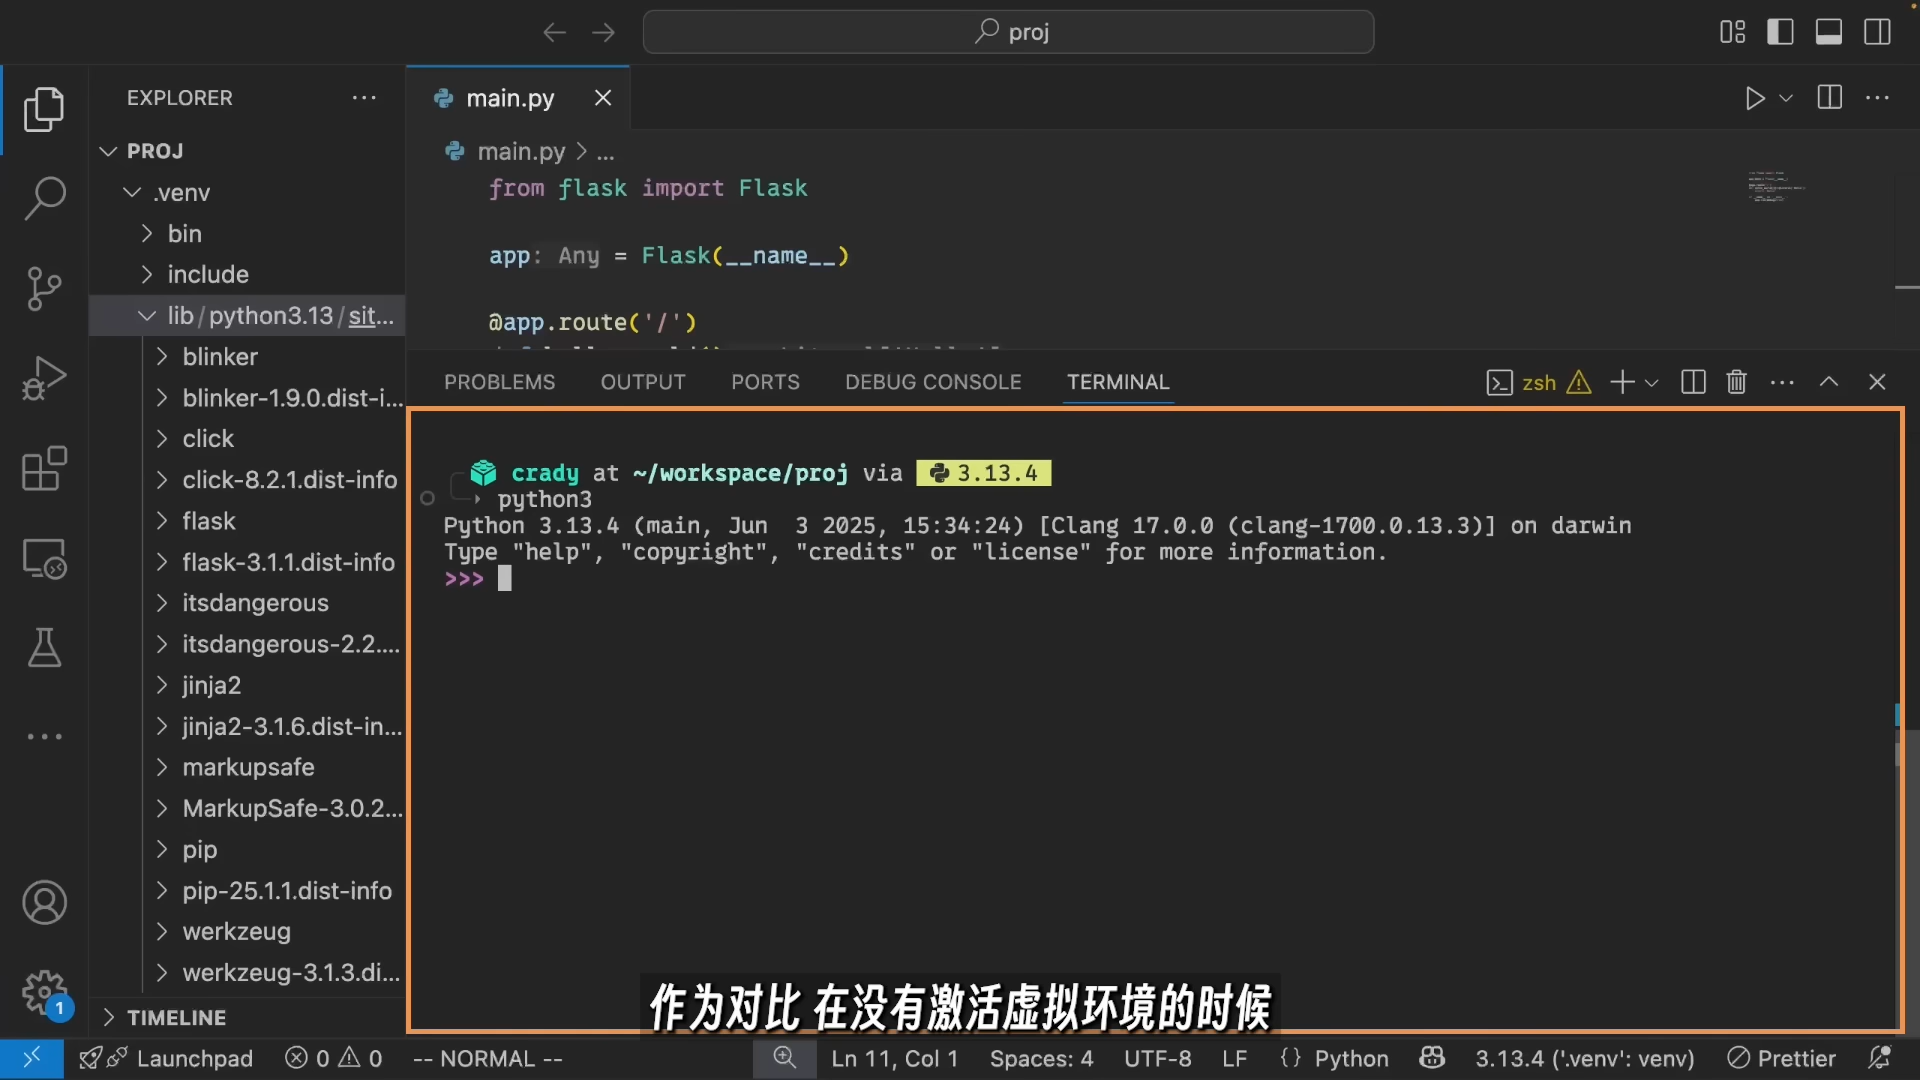 proj
EXPLORER
PROJ
.venv
bin
include
lib/python3.13/sit...
blinker
blinker-1.9.0.dist-i...
click
click-8.2.1.dist-info
flask
flask-3.1.1.dist-info
itsdangerous
itsdangerous-2.2....
jinja2
jinja2-3.1.6.dist-in...
markupsafe
MarkupSafe-3.0.2...
pip
pip-25.1.1.dist-info
werkzeug
werkzeug-3.1.3.di...
TIMELINE
1
main.py
main.py > ...
from flask import Flask
app: Any = Flask(__name__)
@app.route('/')
PROBLEMS OUTPUT PORTS DEBUG CONSOLE TERMINAL
zsh
crady at ~/workspace/proj via 3.13.4
python3
Python 3.13.4 (main, Jun  3 2025, 15:34:24) [Clang 17.0.0 (clang-1700.0.13.3)] on darwin
Type "help", "copyright", "credits" or "license" for more information.
>>>
作为对比 在没有激活虚拟环境的时候
Launchpad 0 0 -- NORMAL -- Ln 11, Col 1 Spaces: 4 UTF-8 LF {} Python 3.13.4 ('.venv': venv) Prettier